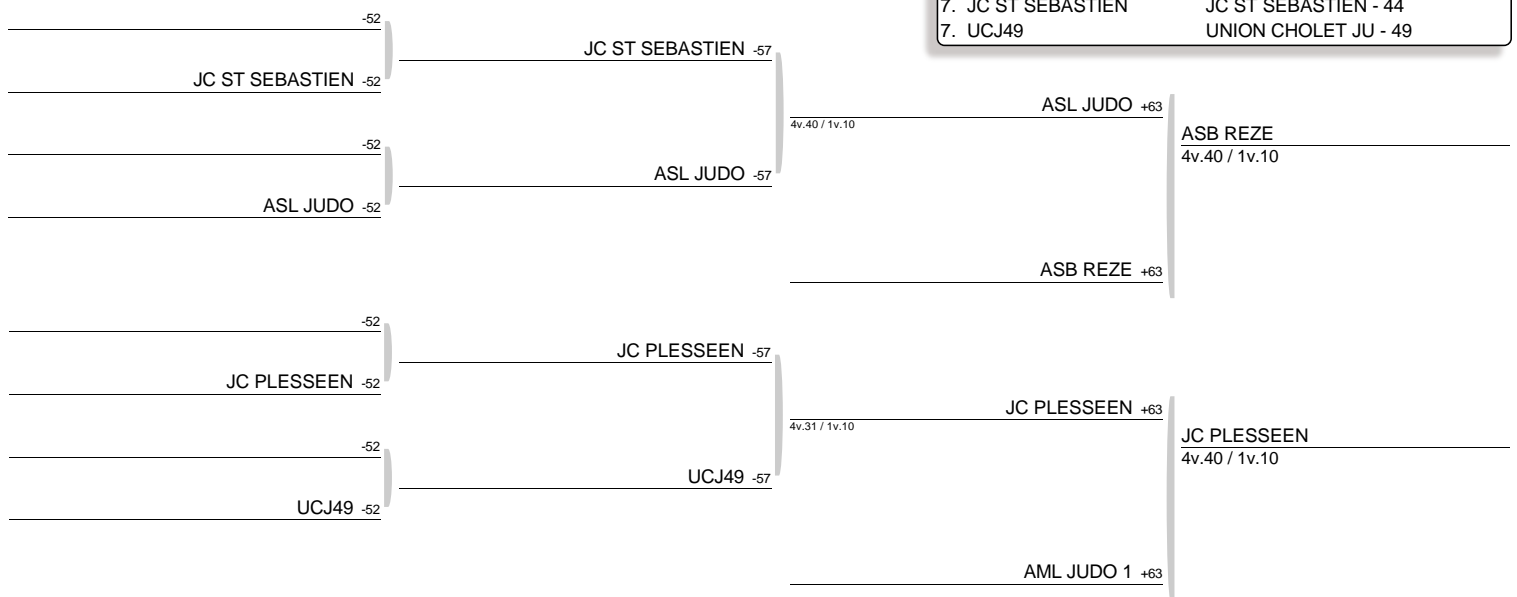 7. JC ST SEBASTIEN JC ST SEBASTIEN - 44
7. UCJ49 UNION CHOLET JU - 49
-52
JC ST SEBASTIEN -52
-52
ASL JUDO -52
-52
JC PLESSEEN -52
-52
UCJ49 -52
JC ST SEBASTIEN -57
ASL JUDO -57
JC PLESSEEN -57
UCJ49 -57
ASL JUDO +63
4v.40 / 1v.10
ASB REZE +63
JC PLESSEEN +63
4v.31 / 1v.10
AML JUDO 1 +63
ASB REZE
4v.40 / 1v.10
JC PLESSEEN
4v.40 / 1v.10